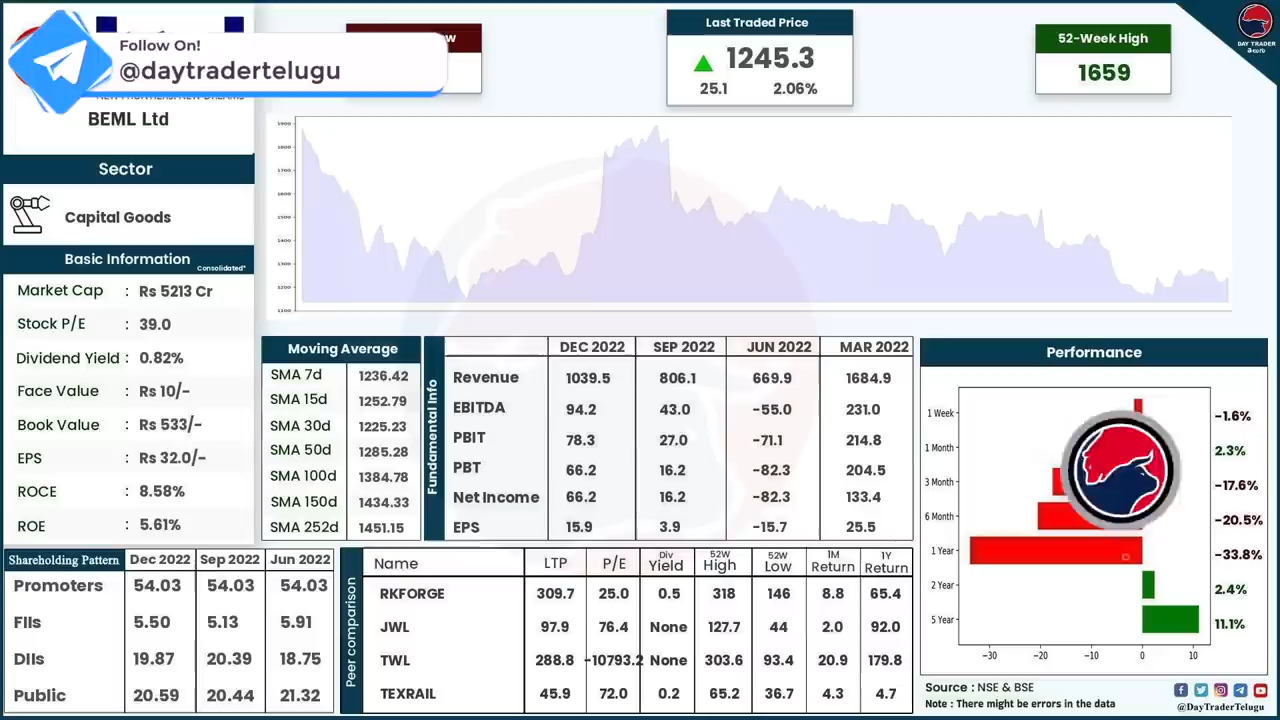 Follow On!
@daytradertelugu
BEML Ltd
Sector
Capital Goods
Basic Information
Consolidated*
Market Cap : Rs 5213 Cr
Stock P/E : 39.0
Dividend Yield : 0.82%
Face Value : Rs 10/-
Book Value : Rs 533/-
EPS : Rs 32.0/-
ROCE : 8.58%
ROE : 5.61%
Last Traded Price
1245.3
25.1 2.06%
52-Week High
1659
DAY TRADER
తెలుగు
1900
1800
1700
1600
1500
1400
1300
1200
1100
Moving Average
SMA 7d 1236.42
SMA 15d 1252.79
SMA 30d 1225.23
SMA 50d 1285.28
SMA 100d 1384.78
SMA 150d 1434.33
SMA 252d 1451.15
Fundamental Info
DEC 2022 SEP 2022 JUN 2022 MAR 2022
Revenue 1039.5 806.1 669.9 1684.9
EBITDA 94.2 43.0 -55.0 231.0
PBIT 78.3 27.0 -71.1 214.8
PBT 66.2 16.2 -82.3 204.5
Net Income 66.2 16.2 -82.3 133.4
EPS 15.9 3.9 -15.7 25.5
Performance
1 Week -1.6%
1 Month 2.3%
3 Month -17.6%
6 Month -20.5%
1 Year -33.8%
2 Year 2.4%
5 Year 11.1%
-30 -20 -10 0 10
Shareholding Pattern Dec 2022 Sep 2022 Jun 2022
Promoters 54.03 54.03 54.03
FIIs 5.50 5.13 5.91
DIIs 19.87 20.39 18.75
Public 20.59 20.44 21.32
Peer comparison
Name LTP P/E Div Yield 52W High 52W Low 1M Return 1Y Return
RKFORGE 309.7 25.0 0.5 318 146 8.8 65.4
JWL 97.9 76.4 None 127.7 44 2.0 92.0
TWL 288.8 -10793.2 None 303.6 93.4 20.9 179.8
TEXRAIL 45.9 72.0 0.2 65.2 36.7 4.3 4.7
Source : NSE & BSE
Note : There might be errors in the data
@DayTraderTelugu